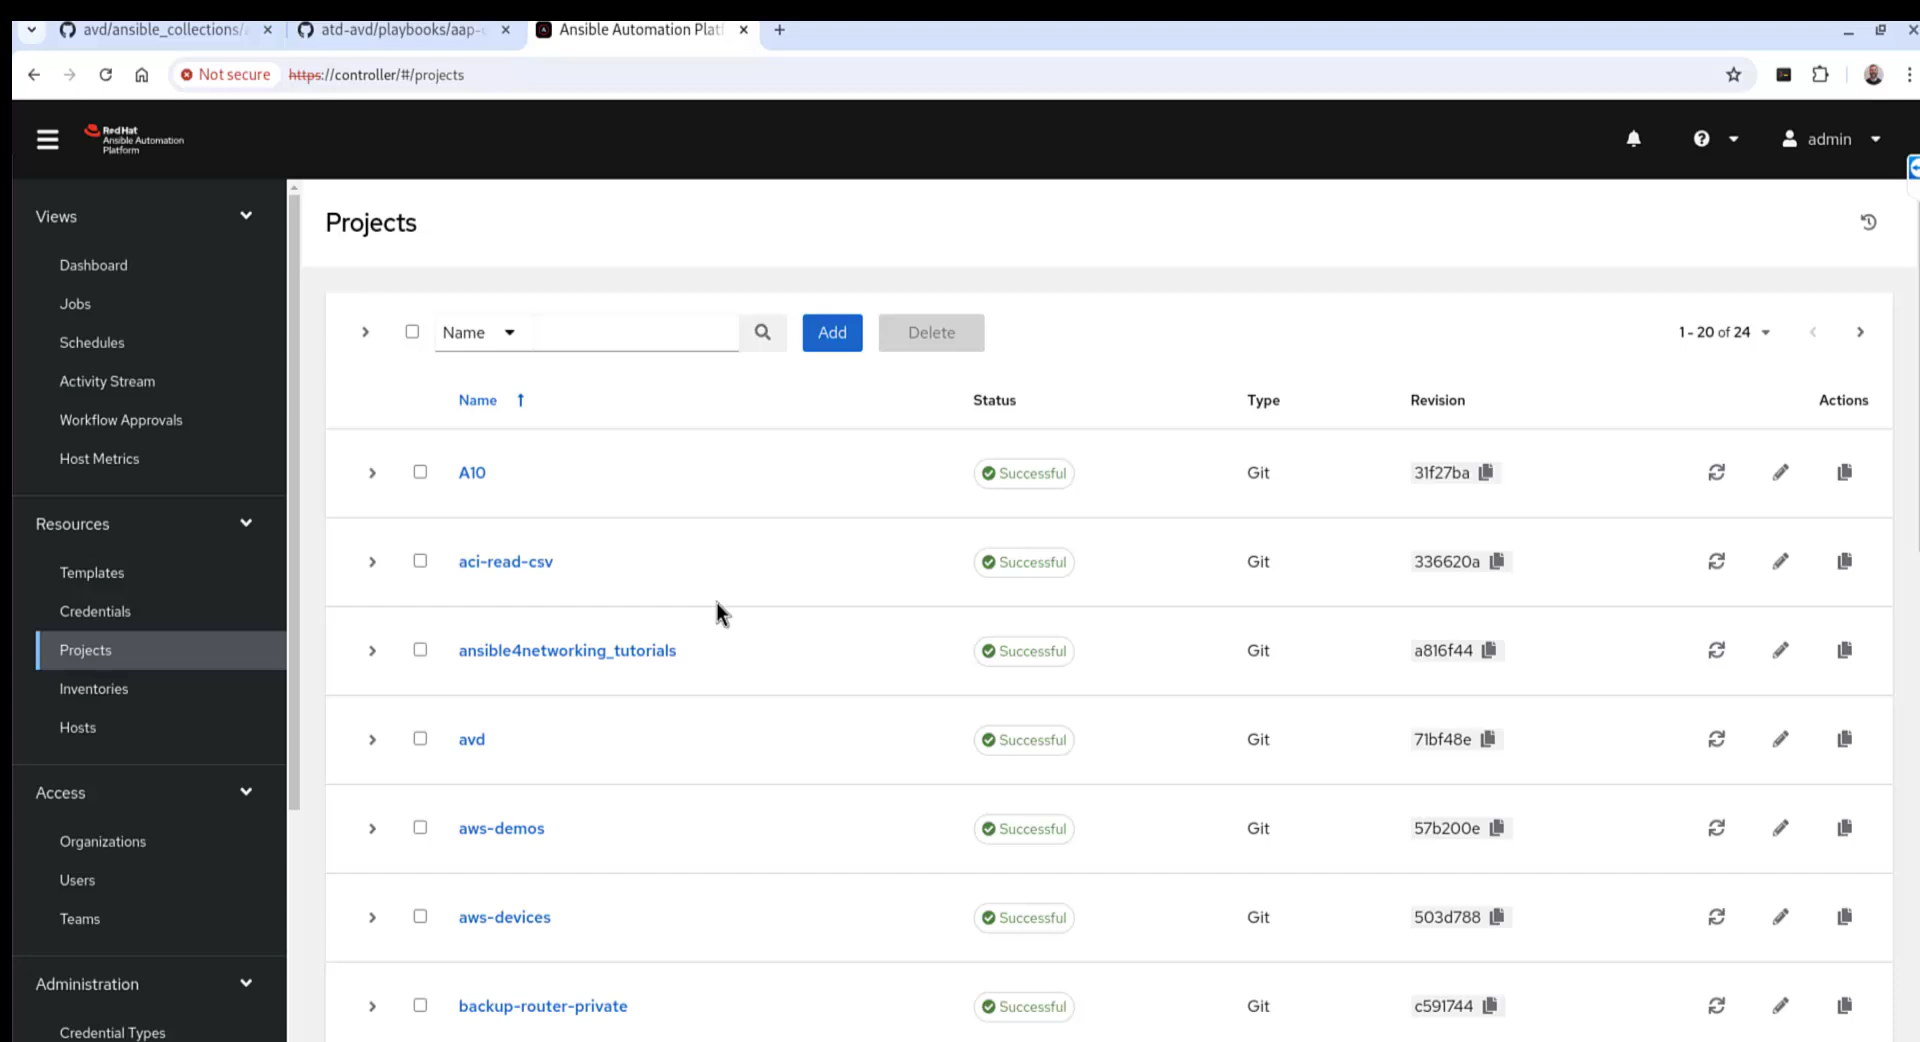 avd/ansible_collections/
atd-avd/playbooks/aap-
Ansible Automation Plat
Not secure
https://controller/#/projects
Red Hat
Ansible Automation
Platform
admin
Views
Dashboard
Jobs
Schedules
Activity Stream
Workflow Approvals
Host Metrics
Resources
Templates
Credentials
Projects
Inventories
Hosts
Access
Organizations
Users
Teams
Administration
Credential Types
Projects
Name Add Delete 1 - 20 of 24
Name Status Type Revision Actions
A10 Successful Git 31f27ba
aci-read-csv Successful Git 336620a
ansible4networking_tutorials Successful Git a816f44
avd Successful Git 71bf48e
aws-demos Successful Git 57b200e
aws-devices Successful Git 503d788
backup-router-private Successful Git c591744